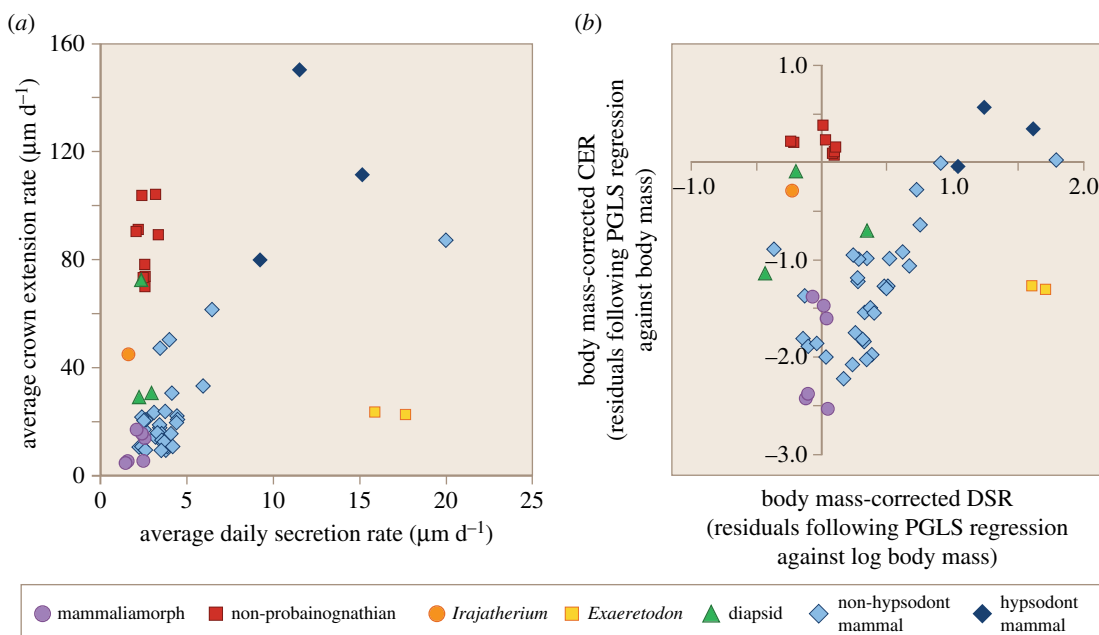 (a)
160
120
80
40
0
0 5 10 15 20 25
average crown extension rate (µm d–1)
average daily secretion rate (µm d–1)
(b)
1.0
–1.0 1.0 2.0
–1.0
–2.0
–3.0
body mass-corrected CER
(residuals following PGLS regression
against body mass)
body mass-corrected DSR
(residuals following PGLS regression
against log body mass)
mammaliamorph non-probainognathian Irajatherium Exaeretodon diapsid non-hypsodont hypsodont
mammal mammal